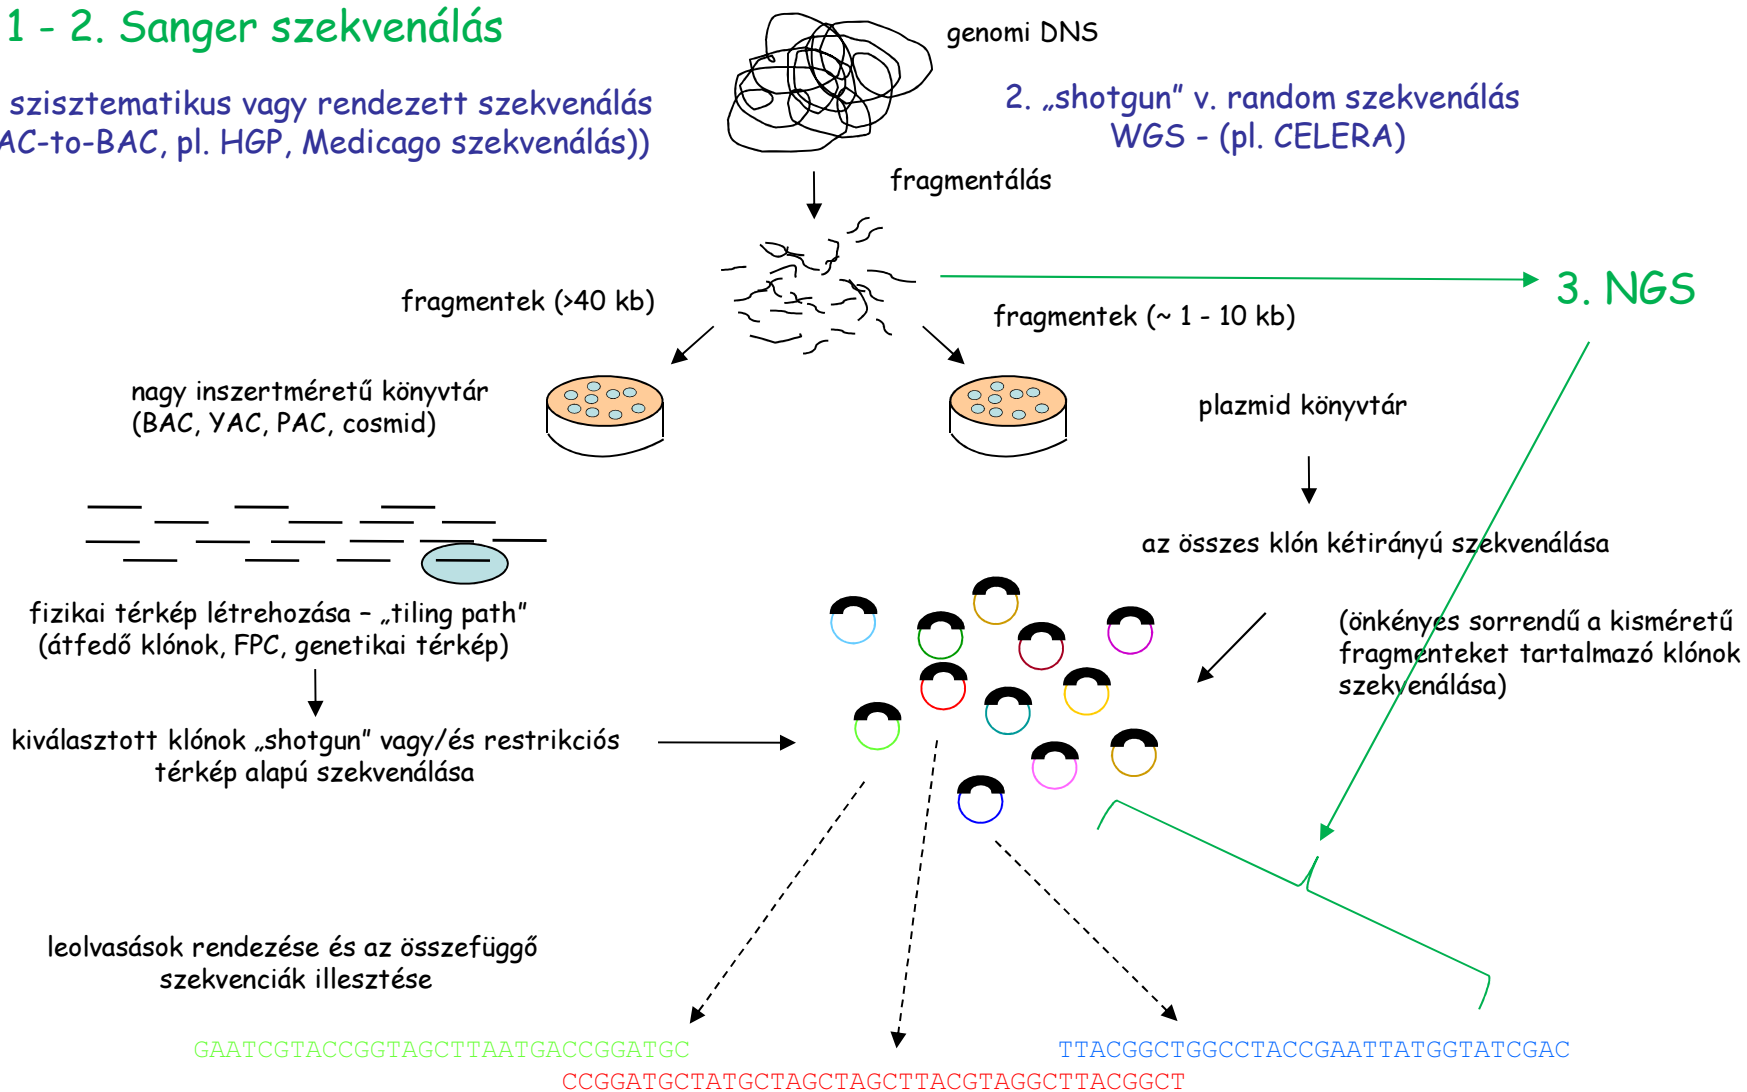 1 - 2. Sanger szekvenálás
genomi DNS
szisztematikus vagy rendezett szekvenálás
AC-to-BAC, pl. HGP, Medicago szekvenálás))
2. „shotgun” v. random szekvenálás
WGS - (pl. CELERA)
fragmentálás
fragmentek (>40 kb)
fragmentek (~ 1 - 10 kb)
3. NGS
nagy inszertméretű könyvtár
(BAC, YAC, PAC, cosmid)
plazmid könyvtár
az összes klón kétirányú szekvenálása
fizikai térkép létrehozása – „tiling path”
(átfedő klónok, FPC, genetikai térkép)
(önkényes sorrendű a kisméretű
fragmenteket tartalmazó klónok
szekvenálása)
kiválasztott klónok „shotgun” vagy/és restrikciós
térkép alapú szekvenálása
leolvasások rendezése és az összefüggő
szekvenciák illesztése
GAATCGTACCGGTAGCTTAATGACCGGATGC
TTACGGCTGGCCTACCGAATTATGGTATCGAC
CCGGATGCTATGCTAGCTAGCTTACGTAGGCTTACGGCT